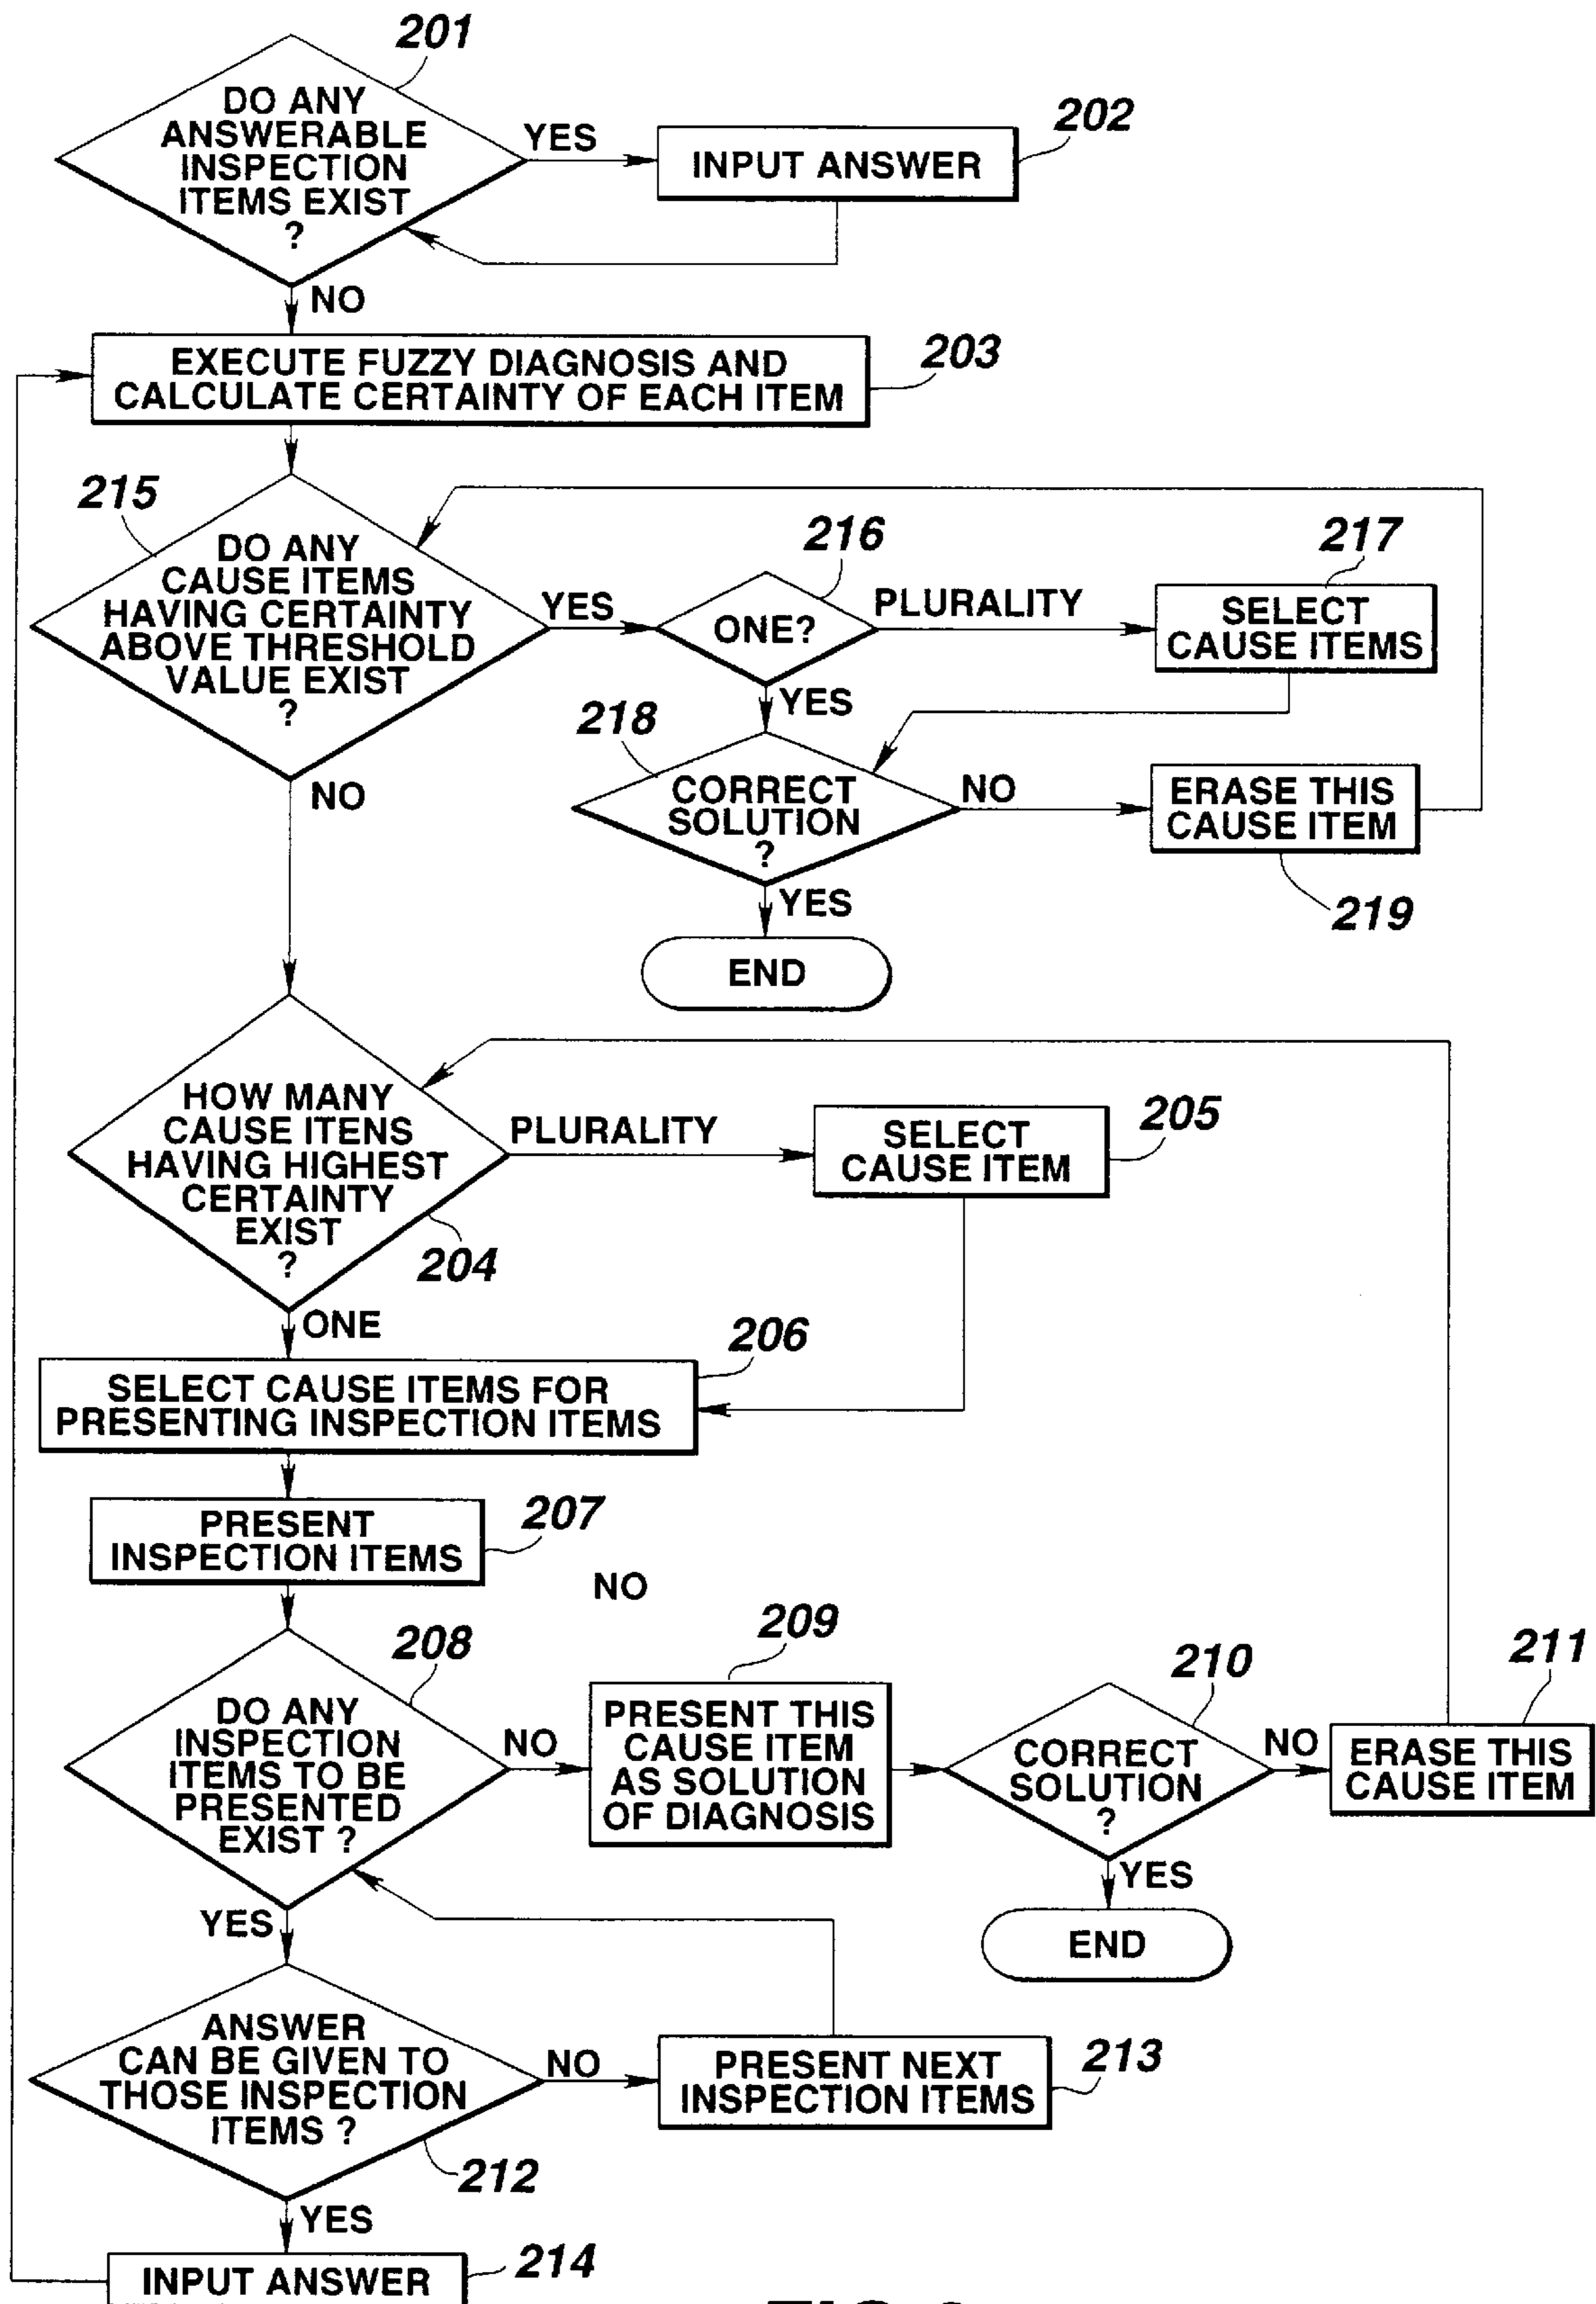 201
DO ANY
ANSWERABLE
INSPECTION
ITEMS EXIST
?
YES
INPUT ANSWER
202
NO
EXECUTE FUZZY DIAGNOSIS AND
CALCULATE CERTAINTY OF EACH ITEM
203
215
DO ANY
CAUSE ITEMS
HAVING CERTAINTY
ABOVE THRESHOLD
VALUE EXIST
?
YES
216
ONE?
PLURALITY
217
SELECT
CAUSE ITEMS
YES
218
CORRECT
SOLUTION
?
NO
ERASE THIS
CAUSE ITEM
219
YES
END
NO
HOW MANY
CAUSE ITENS
HAVING HIGHEST
CERTAINTY
EXIST
?
204
PLURALITY
SELECT
CAUSE ITEM
205
ONE
206
SELECT CAUSE ITEMS FOR
PRESENTING INSPECTION ITEMS
PRESENT
INSPECTION ITEMS
207
NO
208
DO ANY
INSPECTION
ITEMS TO BE
PRESENTED
EXIST ?
NO
209
PRESENT THIS
CAUSE ITEM
AS SOLUTION
OF DIAGNOSIS
210
CORRECT
SOLUTION
?
NO
211
ERASE THIS
CAUSE ITEM
YES
END
YES
ANSWER
CAN BE GIVEN TO
THOSE INSPECTION
ITEMS ?
212
NO
PRESENT NEXT
INSPECTION ITEMS
213
YES
INPUT ANSWER
214